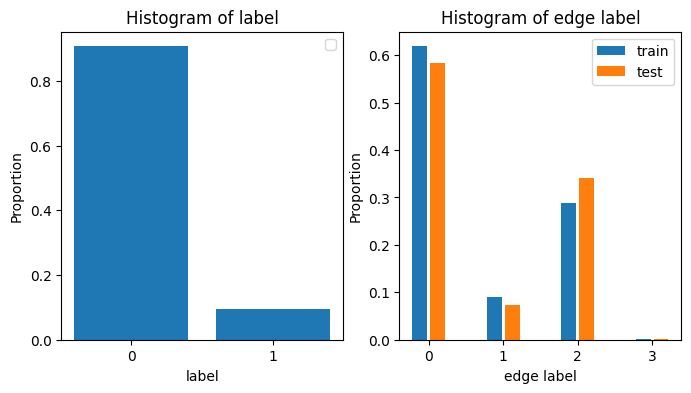 Histogram of label
0.8
0.6
0.4
0.2
0.0
Proportion
0
1
label
Histogram of edge label
train
test
0.6
0.5
0.4
0.3
0.2
0.1
0.0
Proportion
0
1
2
3
edge label